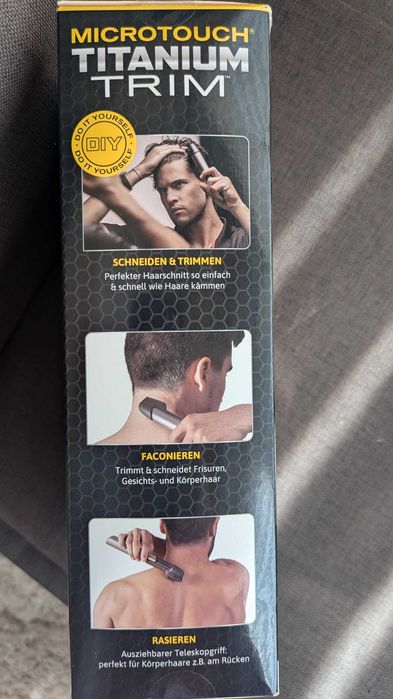 MICROTOUCH®
TITANIUM
TRIM™
DO IT YOURSELF
DIY
DO IT YOURSELF
SCHNEIDEN & TRIMMEN
Perfekter Haarschnitt so einfach
& schnell wie Haare kämmen
FACONIEREN
Trimmt & schneidet Frisuren,
Gesichts- und Körperhaar
RASIEREN
Ausziehbarer Teleskopgriff:
perfekt für Körperhaare z.B. am Rücken